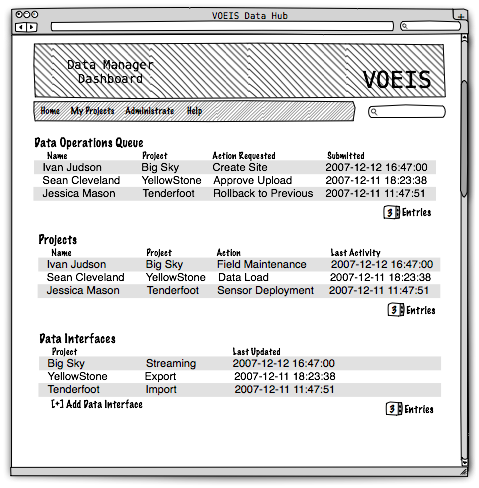 VOEIS Data Hub
Data Manager
Dashboard
VOEIS
Home My Projects Administrate Help
Data Operations Queue
Name Project Action Requested Submitted
Ivan Judson Big Sky Create Site 2007-12-12 16:47:00
Sean Cleveland YellowStone Approve Upload 2007-12-11 18:23:38
Jessica Mason Tenderfoot Rollback to Previous 2007-12-11 11:47:51
3 Entries
Projects
Name Project Action Last Activity
Ivan Judson Big Sky Field Maintenance 2007-12-12 16:47:00
Sean Cleveland YellowStone Data Load 2007-12-11 18:23:38
Jessica Mason Tenderfoot Sensor Deployment 2007-12-11 11:47:51
3 Entries
Data Interfaces
Project Last Updated
Big Sky Streaming 2007-12-12 16:47:00
YellowStone Export 2007-12-11 18:23:38
Tenderfoot Import 2007-12-11 11:47:51
[+] Add Data Interface
3 Entries